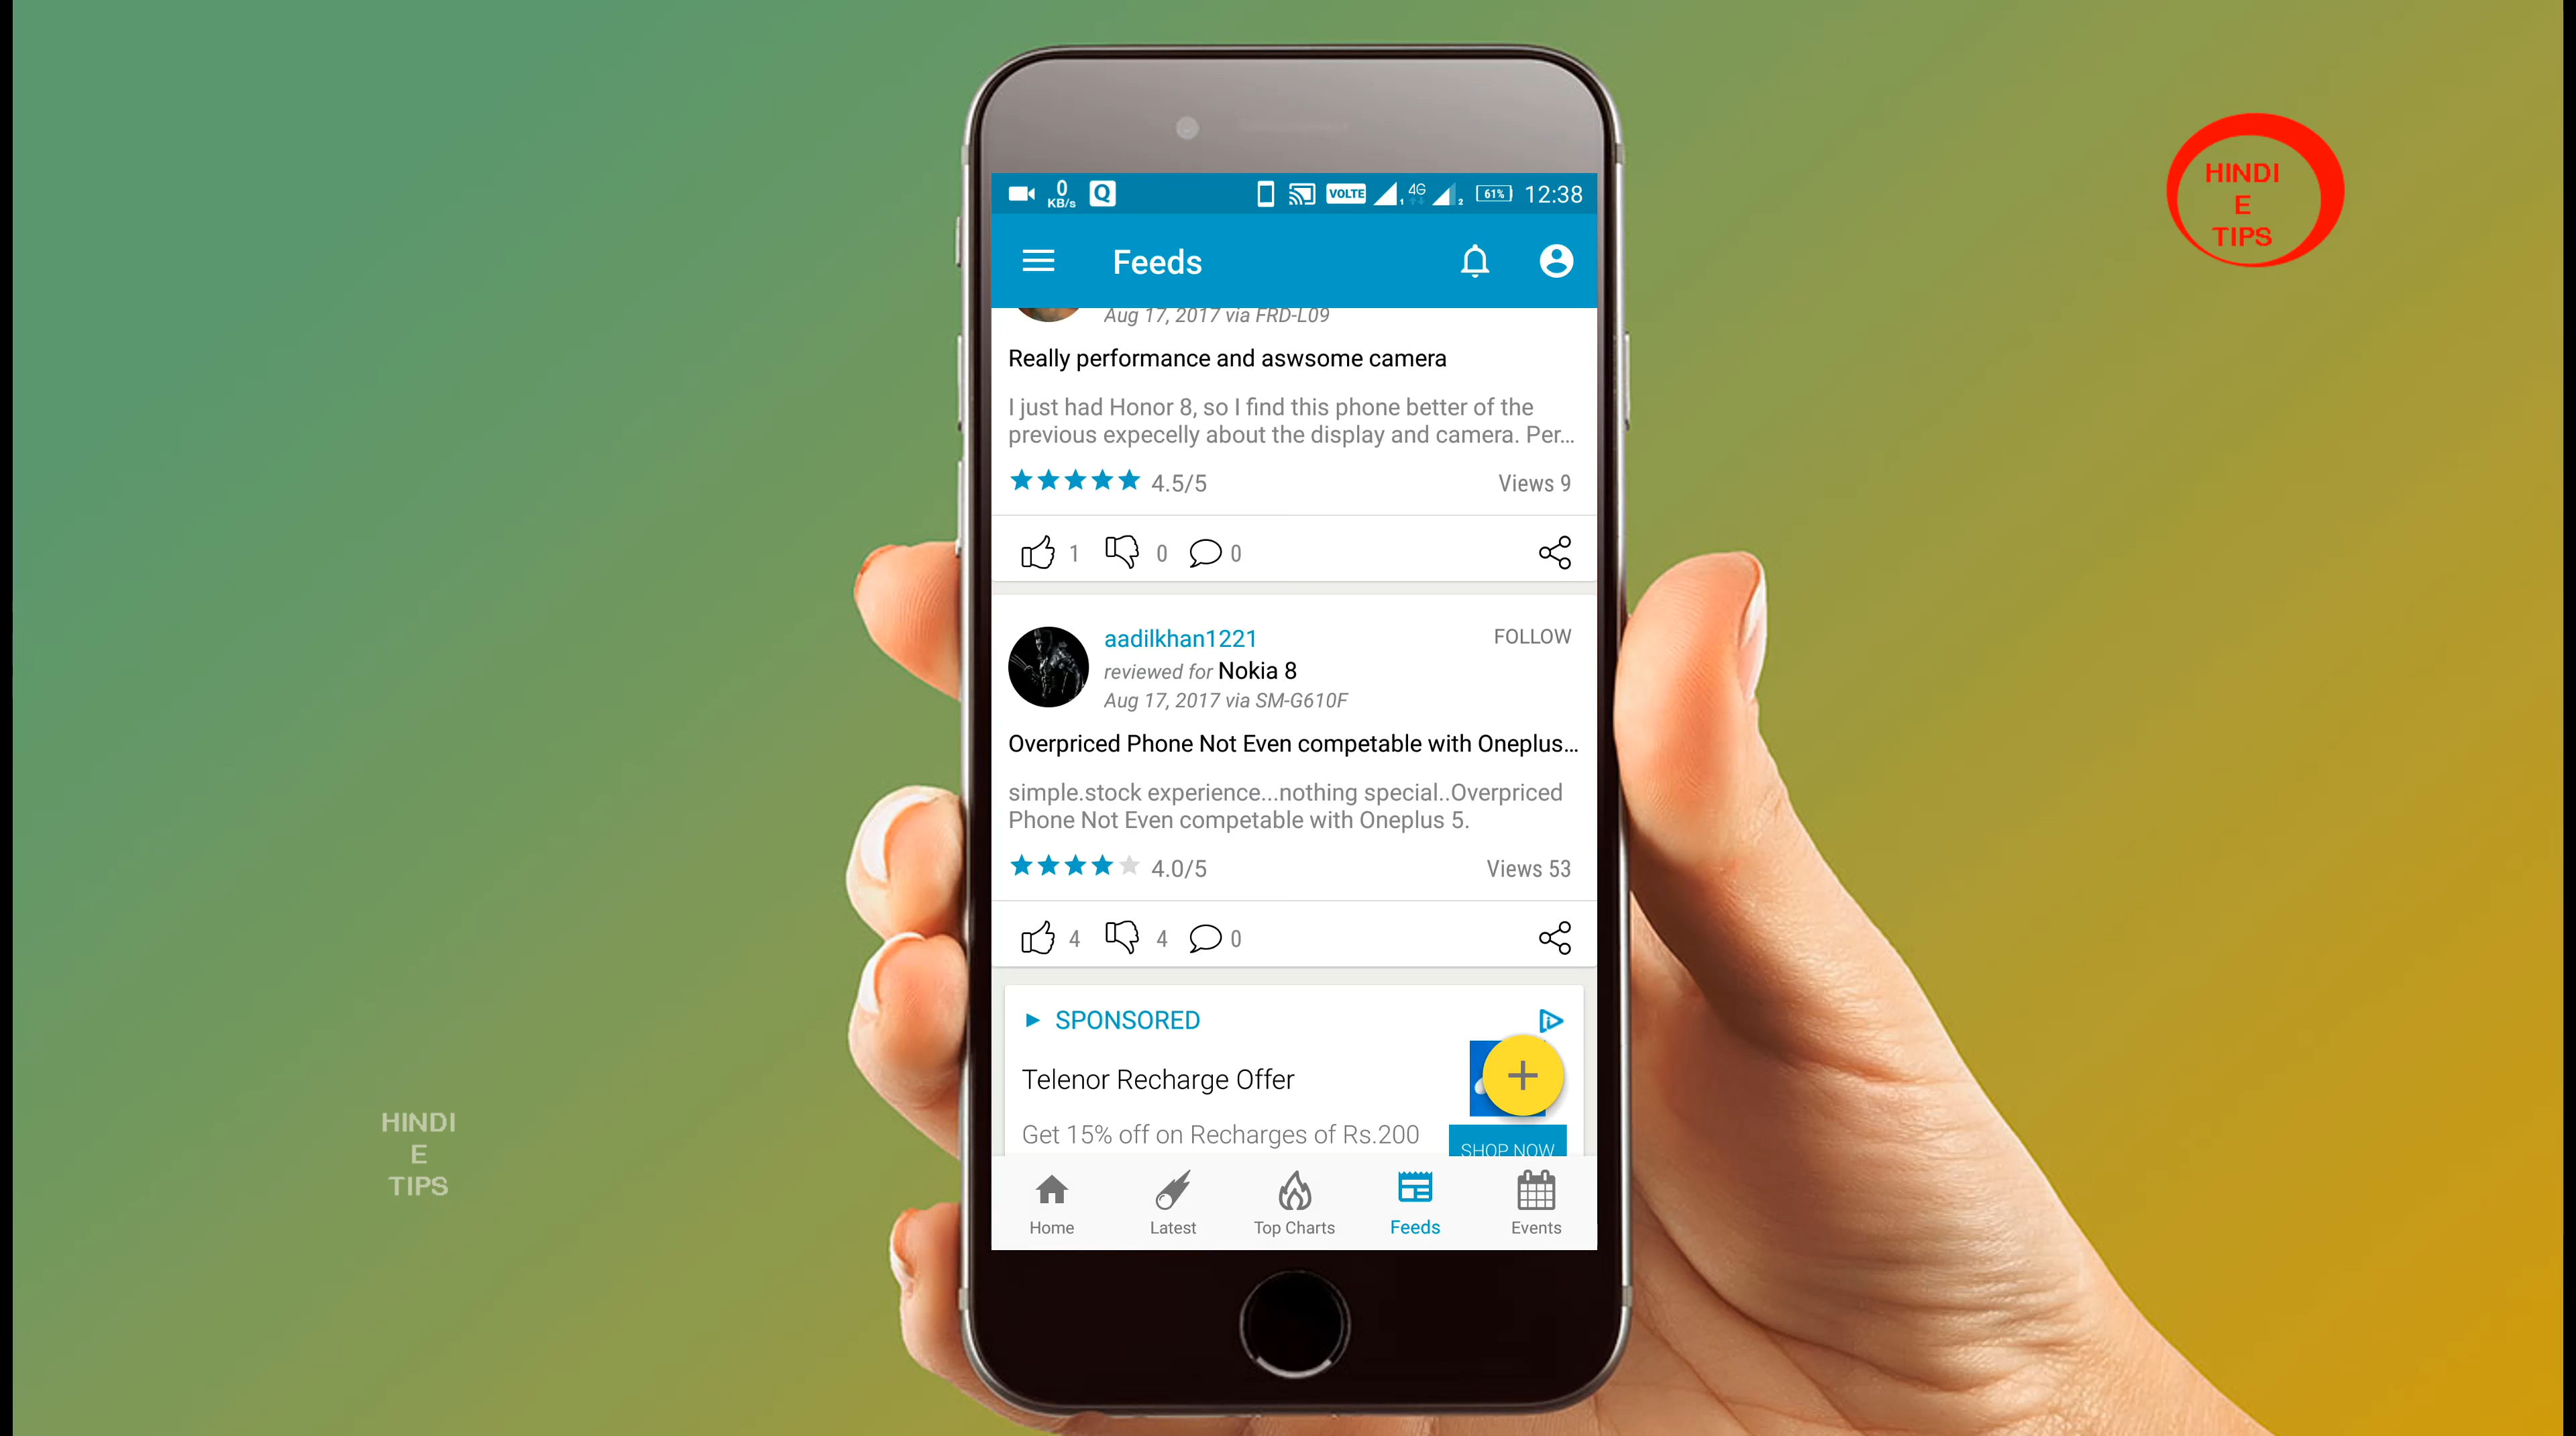 HINDI
E
TIPS
0
KB/s
Q
VOLTE
1
4G
2
61%
12:38
Feeds
Aug 17, 2017 via FRD-L09
Really performance and aswsome camera
I just had Honor 8, so I find this phone better of the
previous expecelly about the display and camera. Per...
4.5/5
Views 9
1
0
0
aadilkhan1221
FOLLOW
reviewed for Nokia 8
Aug 17, 2017 via SM-G610F
Overpriced Phone Not Even competable with Oneplus...
simple.stock experience...nothing special..Overpriced
Phone Not Even competable with Oneplus 5.
4.0/5
Views 53
4
4
0
SPONSORED
Telenor Recharge Offer
Get 15% off on Recharges of Rs.200
SHOP NOW
Home
Latest
Top Charts
Feeds
Events
HINDI
E
TIPS